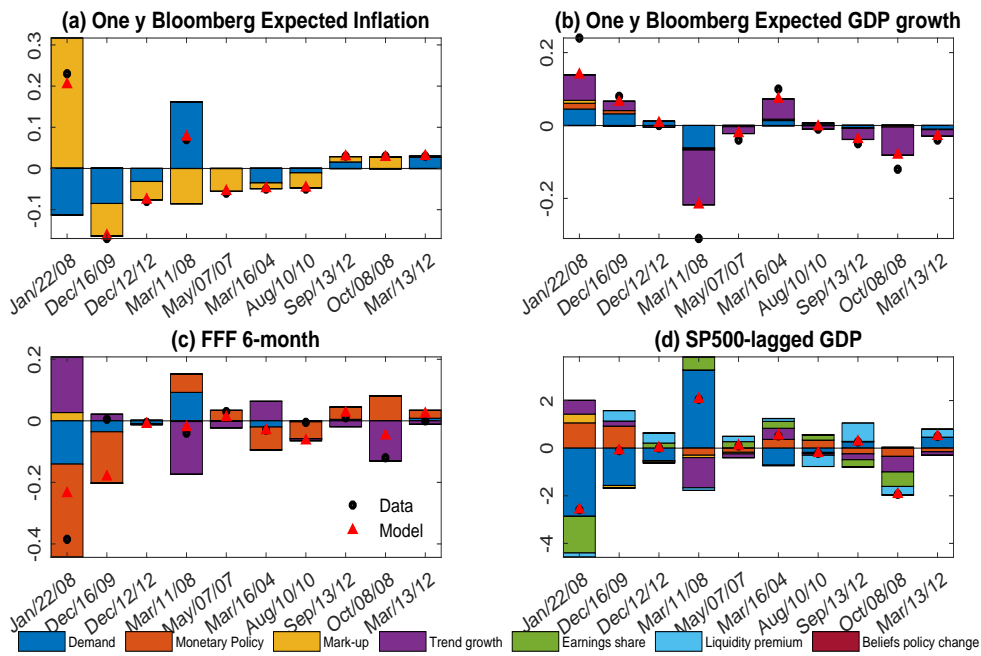 (a) One y Bloomberg Expected Inflation
0.3
0.2
0.1
0
-0.1
Jan/22/08
Dec/16/09
Dec/12/12
Mar/11/08
May/07/07
Mar/16/04
Aug/10/10
Sep/13/12
Oct/08/08
Mar/13/12
(b) One y Bloomberg Expected GDP growth
0.2
0
-0.2
Jan/22/08
Dec/16/09
Dec/12/12
Mar/11/08
May/07/07
Mar/16/04
Aug/10/10
Sep/13/12
Oct/08/08
Mar/13/12
(c) FFF 6-month
0.2
0
-0.2
-0.4
Data
Model
Jan/22/08
Dec/16/09
Dec/12/12
Mar/11/08
May/07/07
Mar/16/04
Aug/10/10
Sep/13/12
Oct/08/08
Mar/13/12
(d) SP500-lagged GDP
2
0
-2
-4
Jan/22/08
Dec/16/09
Dec/12/12
Mar/11/08
May/07/07
Mar/16/04
Aug/10/10
Sep/13/12
Oct/08/08
Mar/13/12
Demand Monetary Policy Mark-up Trend growth Earnings share Liquidity premium Beliefs policy change